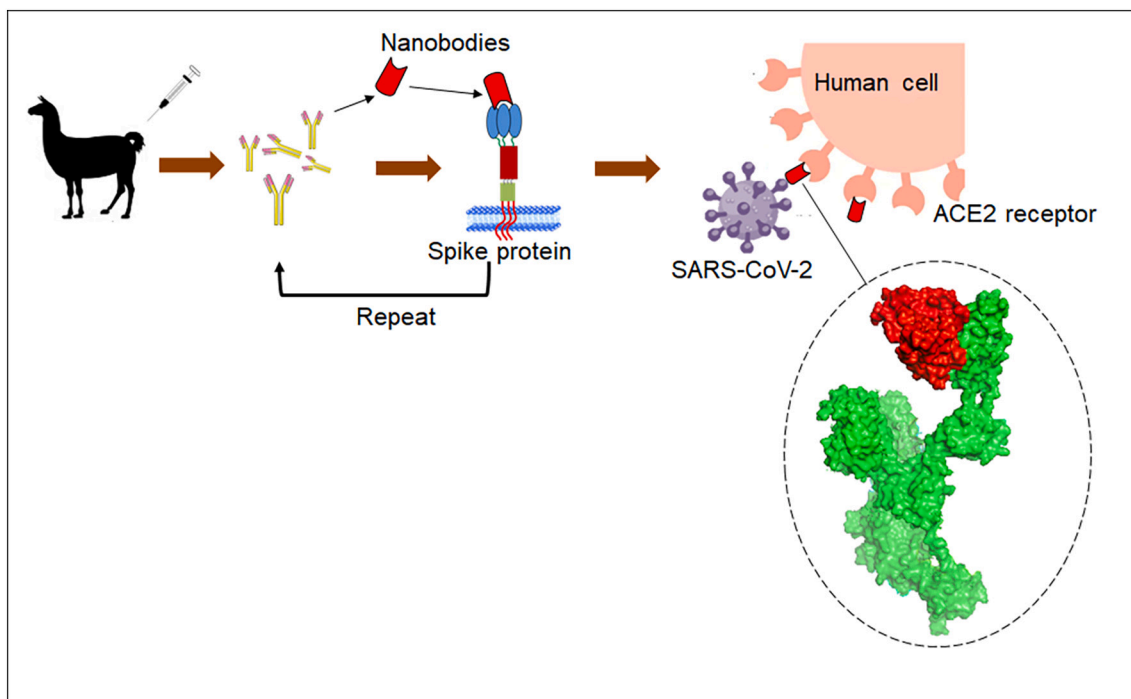 Nanobodies
Human cell
ACE2 receptor
Spike protein
SARS-CoV-2
Repeat